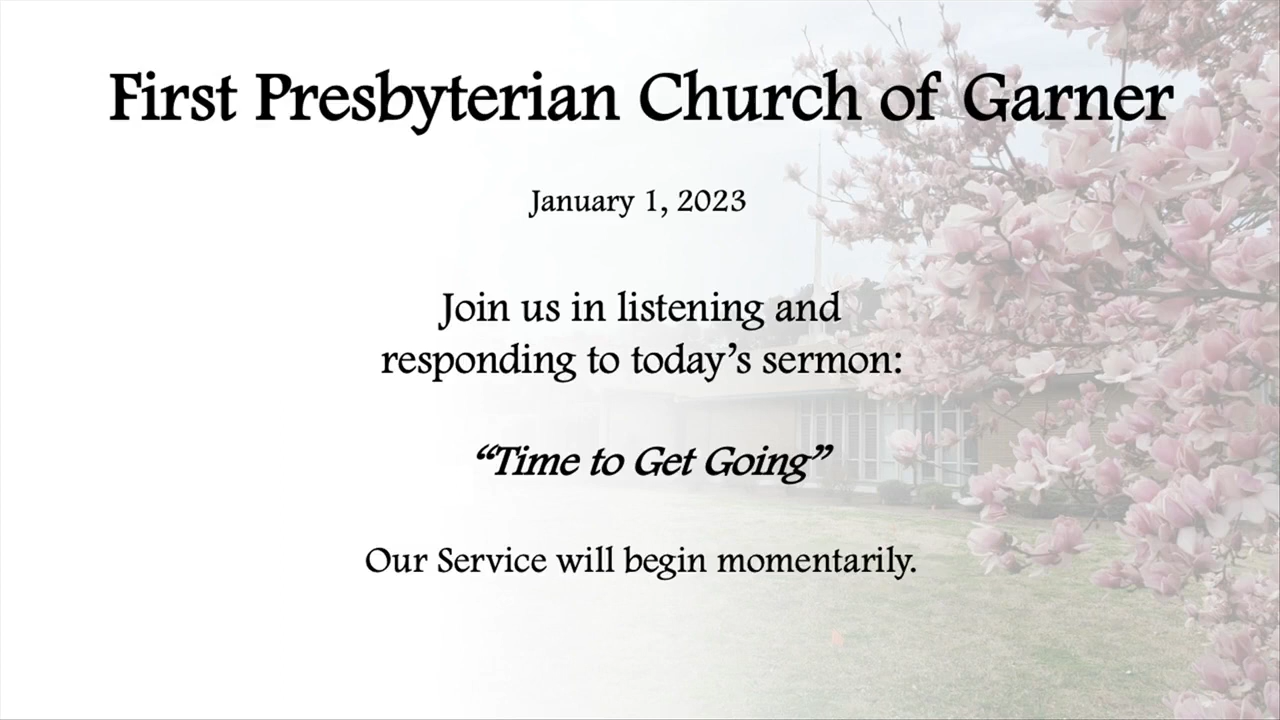 First Presbyterian Church of Garner
January 1, 2023
Join us in listening and
responding to today’s sermon:
“Time to Get Going”
Our Service will begin momentarily.